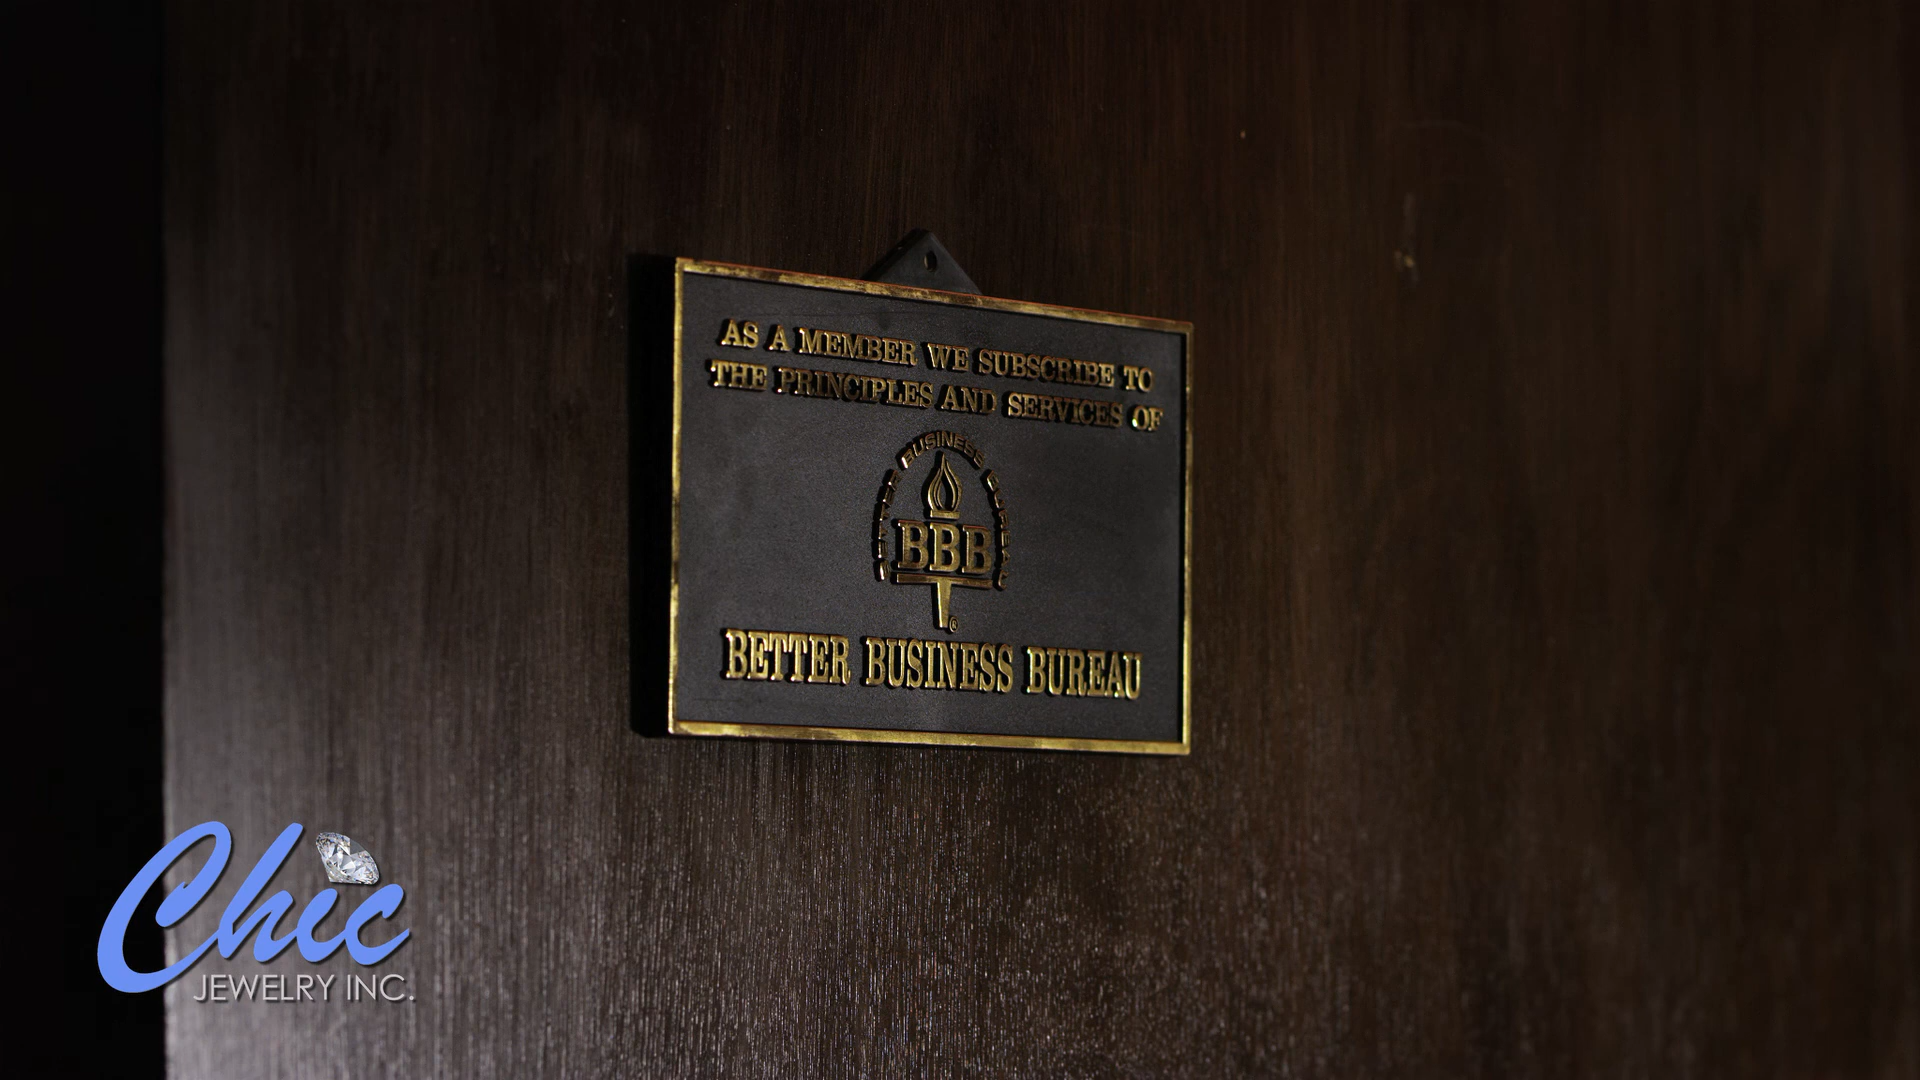 AS A MEMBER WE SUBSCRIBE TO
THE PRINCIPLES AND SERVICES OF
BETTER BUSINESS BUREAU
BBB
®
BETTER BUSINESS BUREAU
Chic
JEWELRY INC.